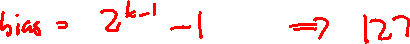 bias = 2^{k-1} - 1 ⇒ 127